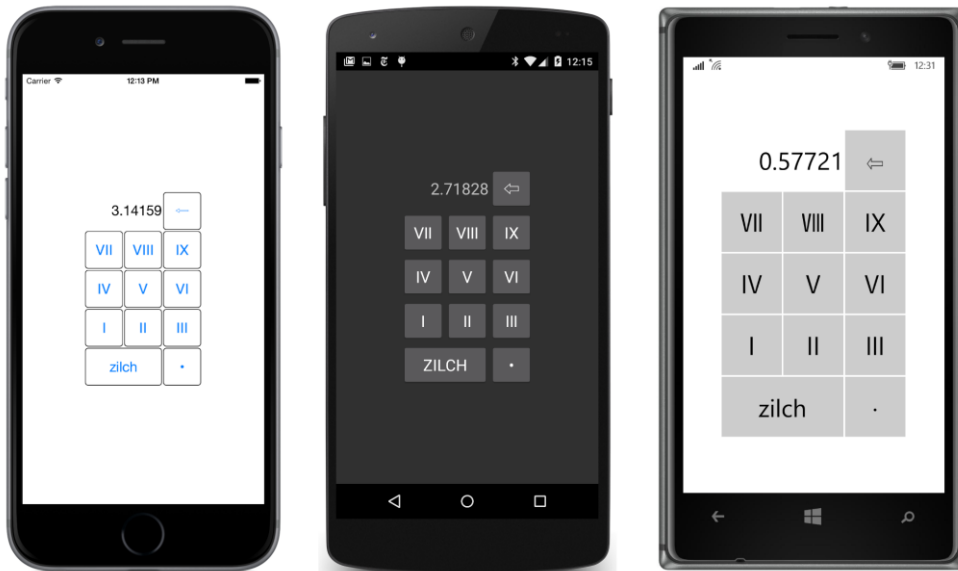 Carrier 12:13 PM
3.14159 ⇦
VII VIII IX
IV V VI
I II III
zilch •
12:15
2.71828 ⇦
VII VIII IX
IV V VI
I II III
ZILCH •
12:31
0.57721 ⇦
VII VIII IX
IV V VI
I II III
zilch .